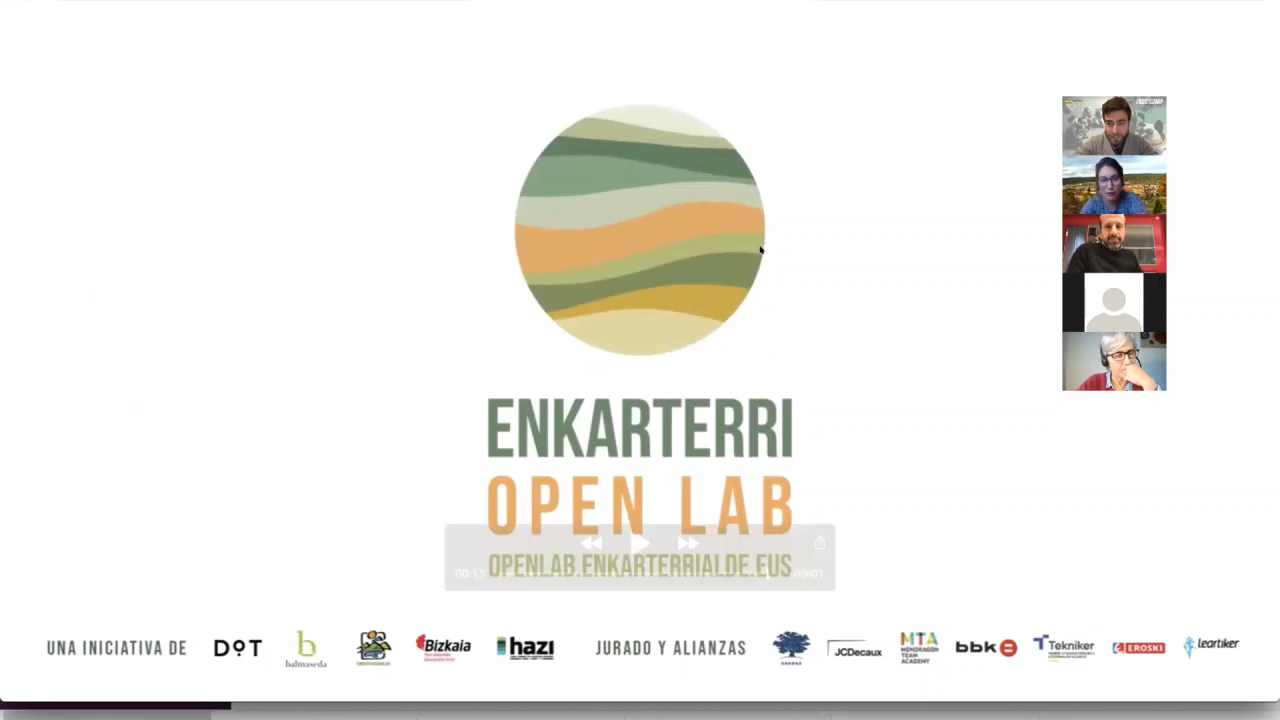 /BOOTCAMP
ENKARTERRI
OPEN LAB
OPENLAB.ENKARTERRIALDE.EUS
UNA INICIATIVA DE
DOT
balmaseda
Bizkaia
hazi
JURADO Y ALIANZAS
JCDecaux
MTA
MONDRAGON
TEAM
ACADEMY
bbk
Tekniker
EROSKI
leartiker